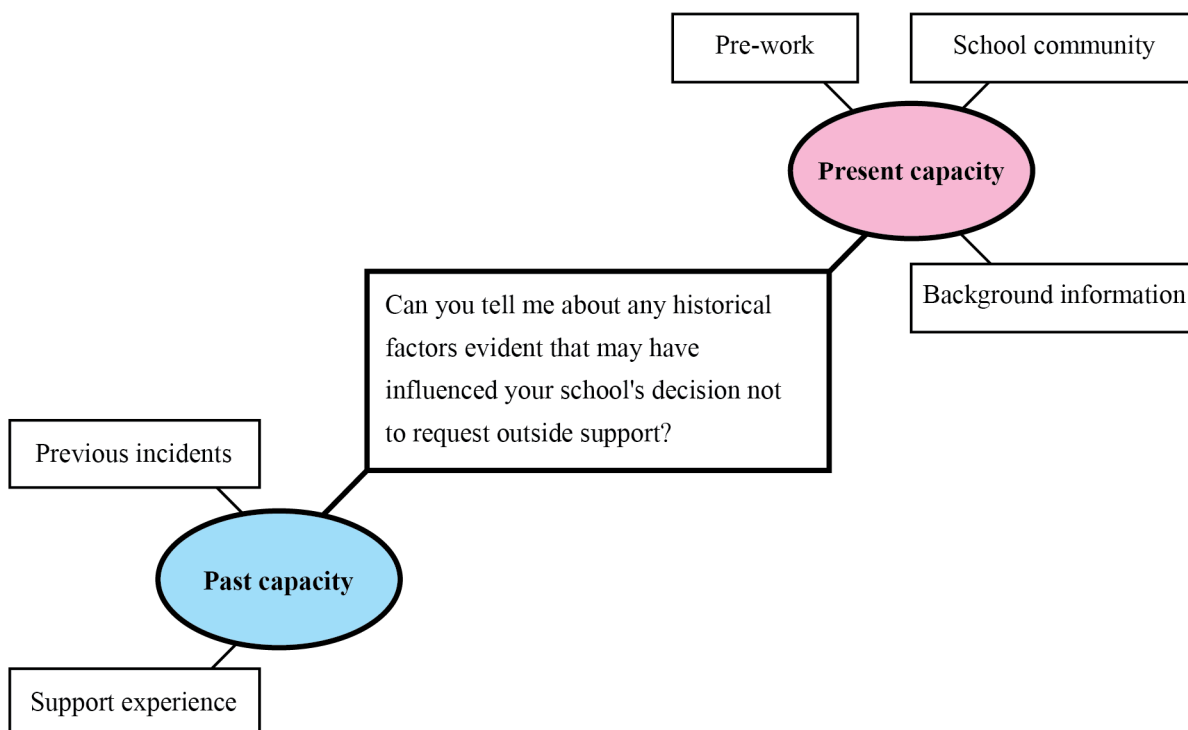 Pre-work
School community
Present capacity
Background information
Can you tell me about any historical
factors evident that may have
influenced your school's decision not
to request outside support?
Previous incidents
Past capacity
Support experience